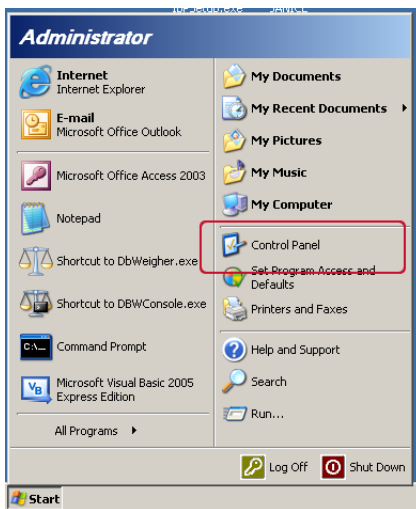 Administrator
Internet
Internet Explorer
E-mail
Microsoft Office Outlook
Microsoft Office Access 2003
Notepad
Shortcut to DbWeigher.exe
Shortcut to DBWConsole.exe
C:\_
Command Prompt
VB
Microsoft Visual Basic 2005
Express Edition
All Programs
My Documents
My Recent Documents
My Pictures
My Music
My Computer
Control Panel
Set Program Access and
Defaults
Printers and Faxes
Help and Support
Search
Run...
Log Off
Shut Down
Start